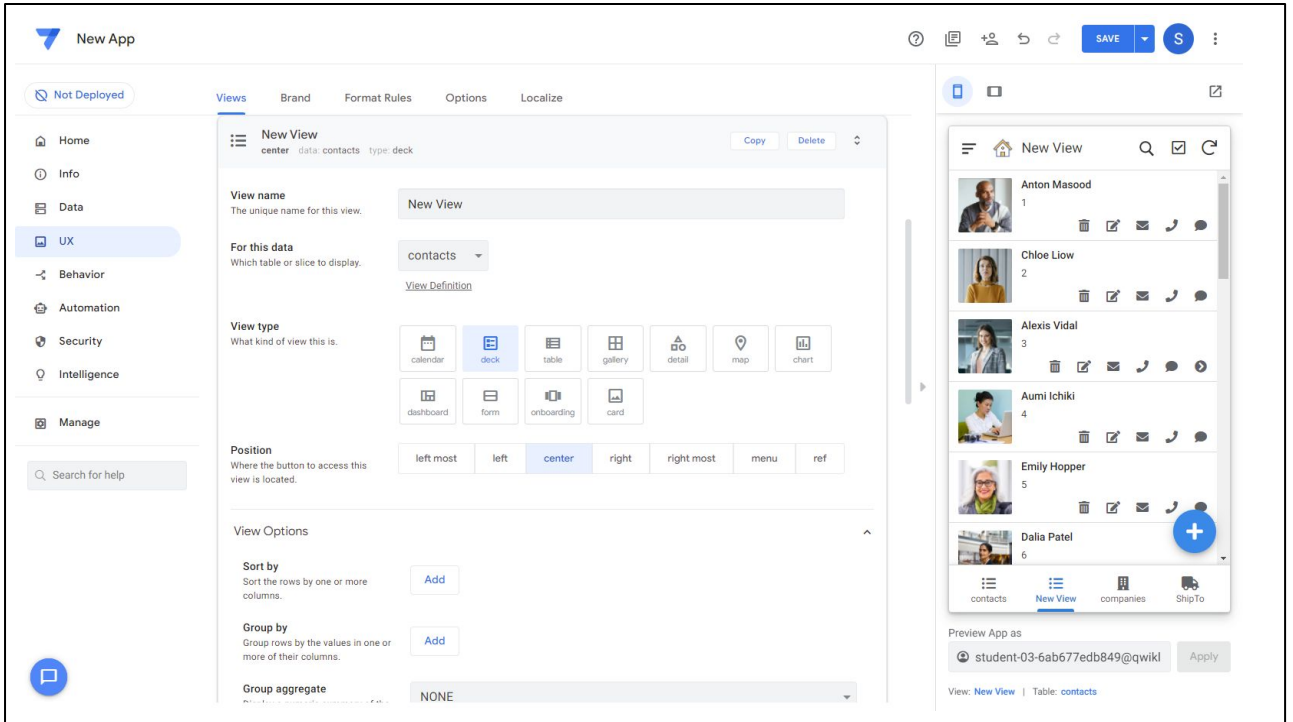 New App
SAVE
S
Not Deployed
Home
Info
Data
UX
Behavior
Automation
Security
Intelligence
Manage
Search for help
Views Brand Format Rules Options Localize
New View
center data: contacts type: deck
Copy Delete
View name
The unique name for this view.
New View
For this data
Which table or slice to display.
contacts
View Definition
View type
What kind of view this is.
calendar deck table gallery detail map chart
dashboard form onboarding card
Position
Where the button to access this
view is located.
left most left center right right most menu ref
View Options
Sort by
Sort the rows by one or more
columns.
Add
Group by
Group rows by the values in one or
more of their columns.
Add
Group aggregate
NONE
New View
Anton Masood
1
Chloe Liow
2
Alexis Vidal
3
Aumi Ichiki
4
Emily Hopper
5
Dalia Patel
6
contacts New View companies ShipTo
Preview App as
student-03-6ab677edb849@qwikl
Apply
View: New View | Table: contacts